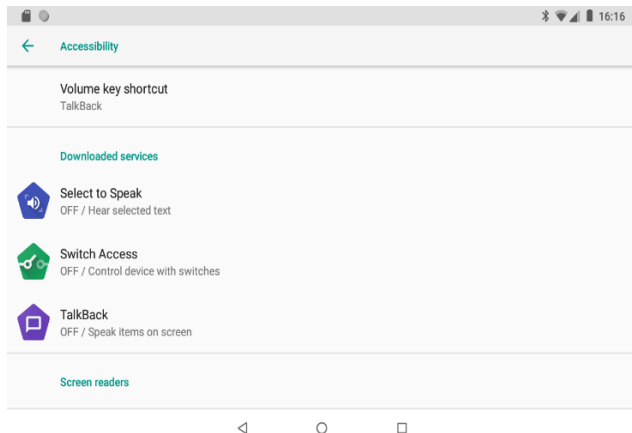 16:16
Accessibility
Volume key shortcut
TalkBack
Downloaded services
Select to Speak
OFF / Hear selected text
Switch Access
OFF / Control device with switches
TalkBack
OFF / Speak items on screen
Screen readers